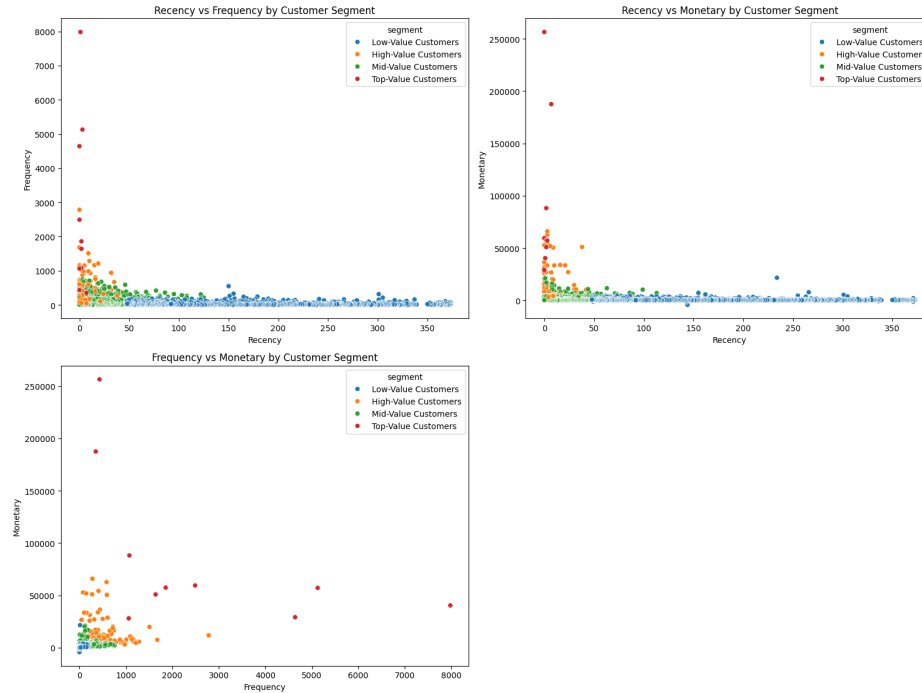 Recency vs Frequency by Customer Segment
segment
Low-Value Customers
High-Value Customers
Mid-Value Customers
Top-Value Customers
8000
7000
6000
5000
4000
3000
2000
1000
0
Frequency
0 50 100 150 200 250 300 350
Recency
Recency vs Monetary by Customer Segment
segment
Low-Value Customers
High-Value Customers
Mid-Value Customers
Top-Value Customers
250000
200000
150000
100000
50000
0
Monetary
0 50 100 150 200 250 300 350
Recency
Frequency vs Monetary by Customer Segment
segment
Low-Value Customers
High-Value Customers
Mid-Value Customers
Top-Value Customers
250000
200000
150000
100000
50000
0
Monetary
0 1000 2000 3000 4000 5000 6000 7000 8000
Frequency